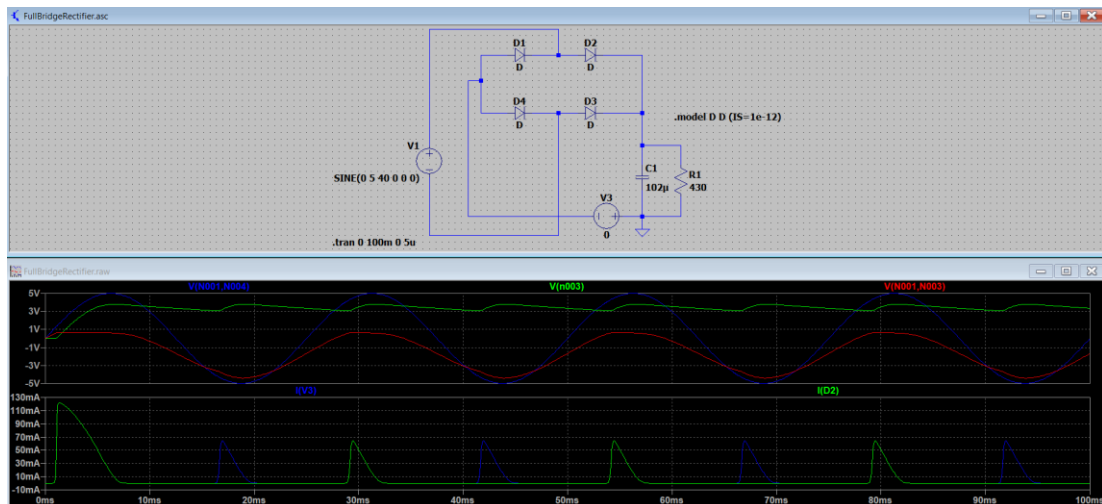 FullBridgeRectifier.asc
D1
D
D2
D
D4
D
D3
D
.model D D (IS=1e-12)
V1
SINE(0 5 40 0 0 0)
C1
102µ
R1
430
V3
0
.tran 0 100m 0 5u
FullBridgeRectifier.raw
V(N001,N004)
V(n003)
V(N001,N003)
5V
3V
1V
-1V
-3V
-5V
I(V3)
I(D2)
130mA
110mA
90mA
70mA
50mA
30mA
10mA
-10mA
0ms
10ms
20ms
30ms
40ms
50ms
60ms
70ms
80ms
90ms
100ms